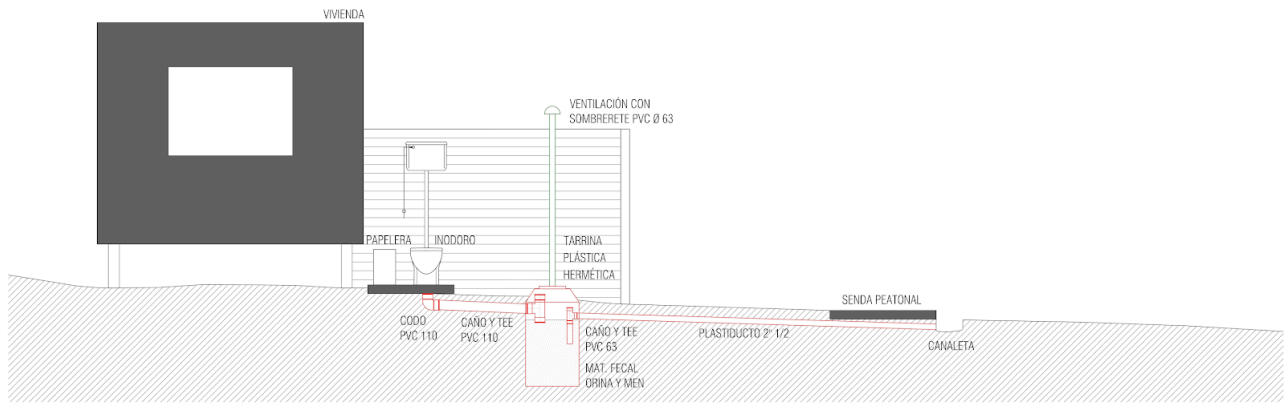 VIVIENDA
VENTILACIÓN CON
SOMBRERETE PVC Ø 63
PAPELERA
INODORO
TARRINA
PLÁSTICA
HERMÉTICA
CODO
PVC 110
CAÑO Y TEE
PVC 110
CAÑO Y TEE
PVC 63
MAT. FECAL
ORINA Y MEN
PLASTIDUCTO 2" 1/2
SENDA PEATONAL
CANALETA